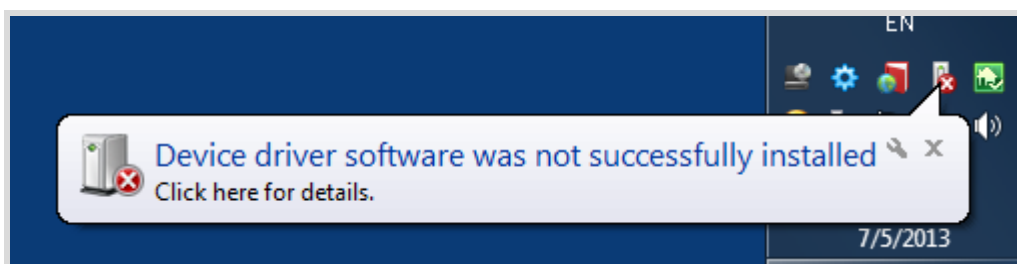 EN
Device driver software was not successfully installed
Click here for details.
7/5/2013